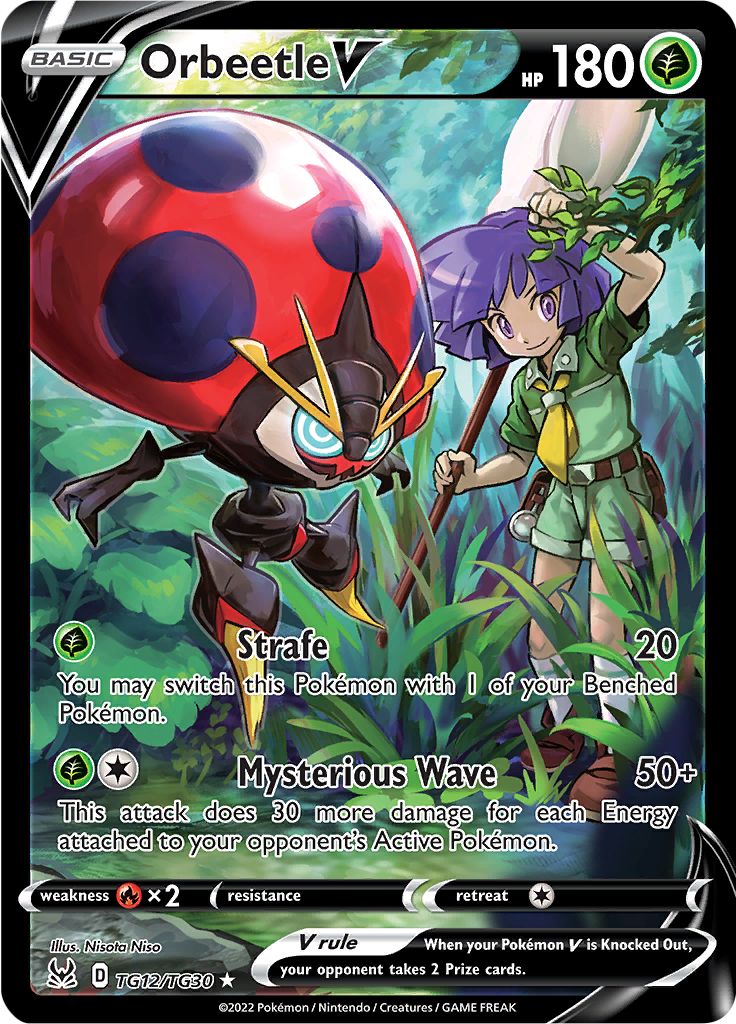 BASIC Orbeetle V HP 180
Strafe 20
You may switch this Pokémon with 1 of your Benched
Pokémon.
Mysterious Wave 50+
This attack does 30 more damage for each Energy
attached to your opponent's Active Pokémon.
weakness ×2 resistance retreat
Illus. Nisota Niso
V rule When your Pokémon V is Knocked Out,
your opponent takes 2 Prize cards.
D TG12/TG30 ★
©2022 Pokémon / Nintendo / Creatures / GAME FREAK